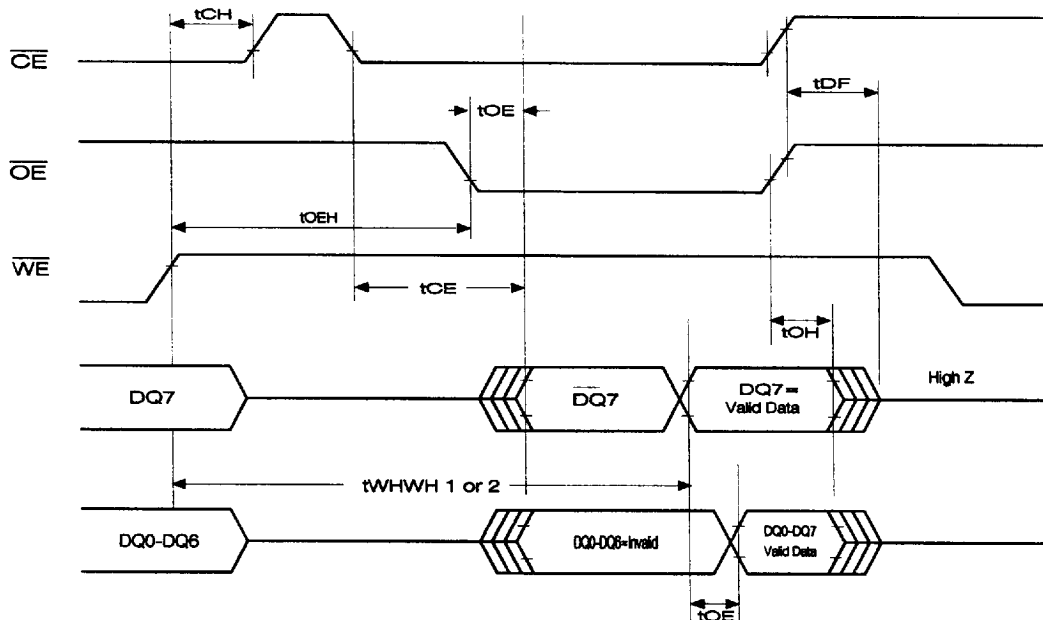 tCH
CE
tDF
tOE
OE
tOEH
WE
tCE
tOH
DQ7
DQ7
DQ7=
Valid Data
High Z
tWHWH 1 or 2
DQ0-DQ6
DQ0-DQ6=Invalid
DQ0-DQ7
Valid Data
tOE